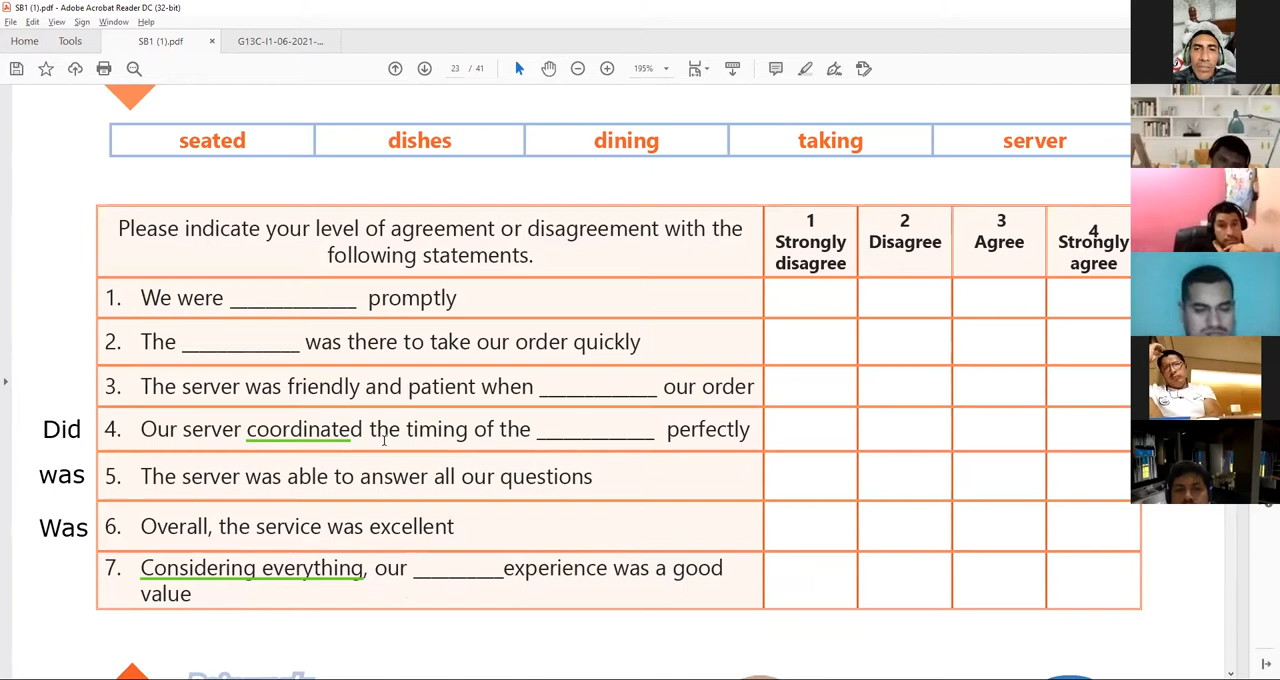 SB1 (1).pdf - Adobe Acrobat Reader DC (32-bit)
File Edit View Sign Window Help
Home Tools SB1 (1).pdf × G13C-I1-06-2021-...
23 / 41 195%
seated dishes dining taking server
Please indicate your level of agreement or disagreement with the
following statements.
1
Strongly
disagree
2
Disagree
3
Agree
4
Strongly
agree
1. We were ______________ promptly
2. The _____________ was there to take our order quickly
3. The server was friendly and patient when _____________ our order
Did 4. Our server coordinated the timing of the _____________ perfectly
was 5. The server was able to answer all our questions
Was 6. Overall, the service was excellent
7. Considering everything, our __________experience was a good
value